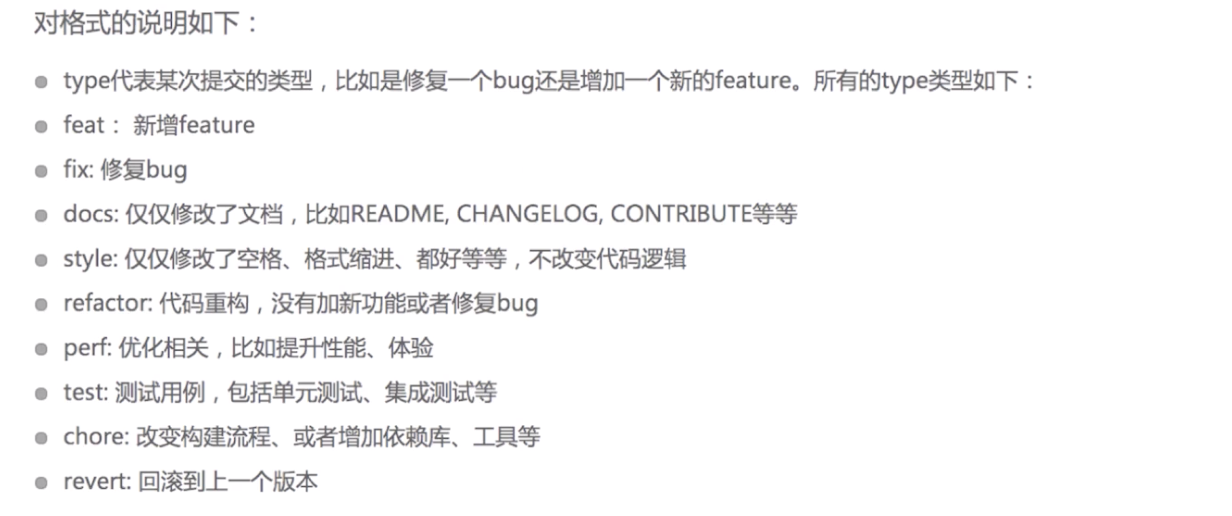 对格式的说明如下：
type代表某次提交的类型，比如是修复一个bug还是增加一个新的feature。所有的type类型如下：
feat： 新增feature
fix: 修复bug
docs: 仅仅修改了文档，比如README, CHANGELOG, CONTRIBUTE等等
style: 仅仅修改了空格、格式缩进、都好等等，不改变代码逻辑
refactor: 代码重构，没有加新功能或者修复bug
perf: 优化相关，比如提升性能、体验
test: 测试用例，包括单元测试、集成测试等
chore: 改变构建流程、或者增加依赖库、工具等
revert: 回滚到上一个版本